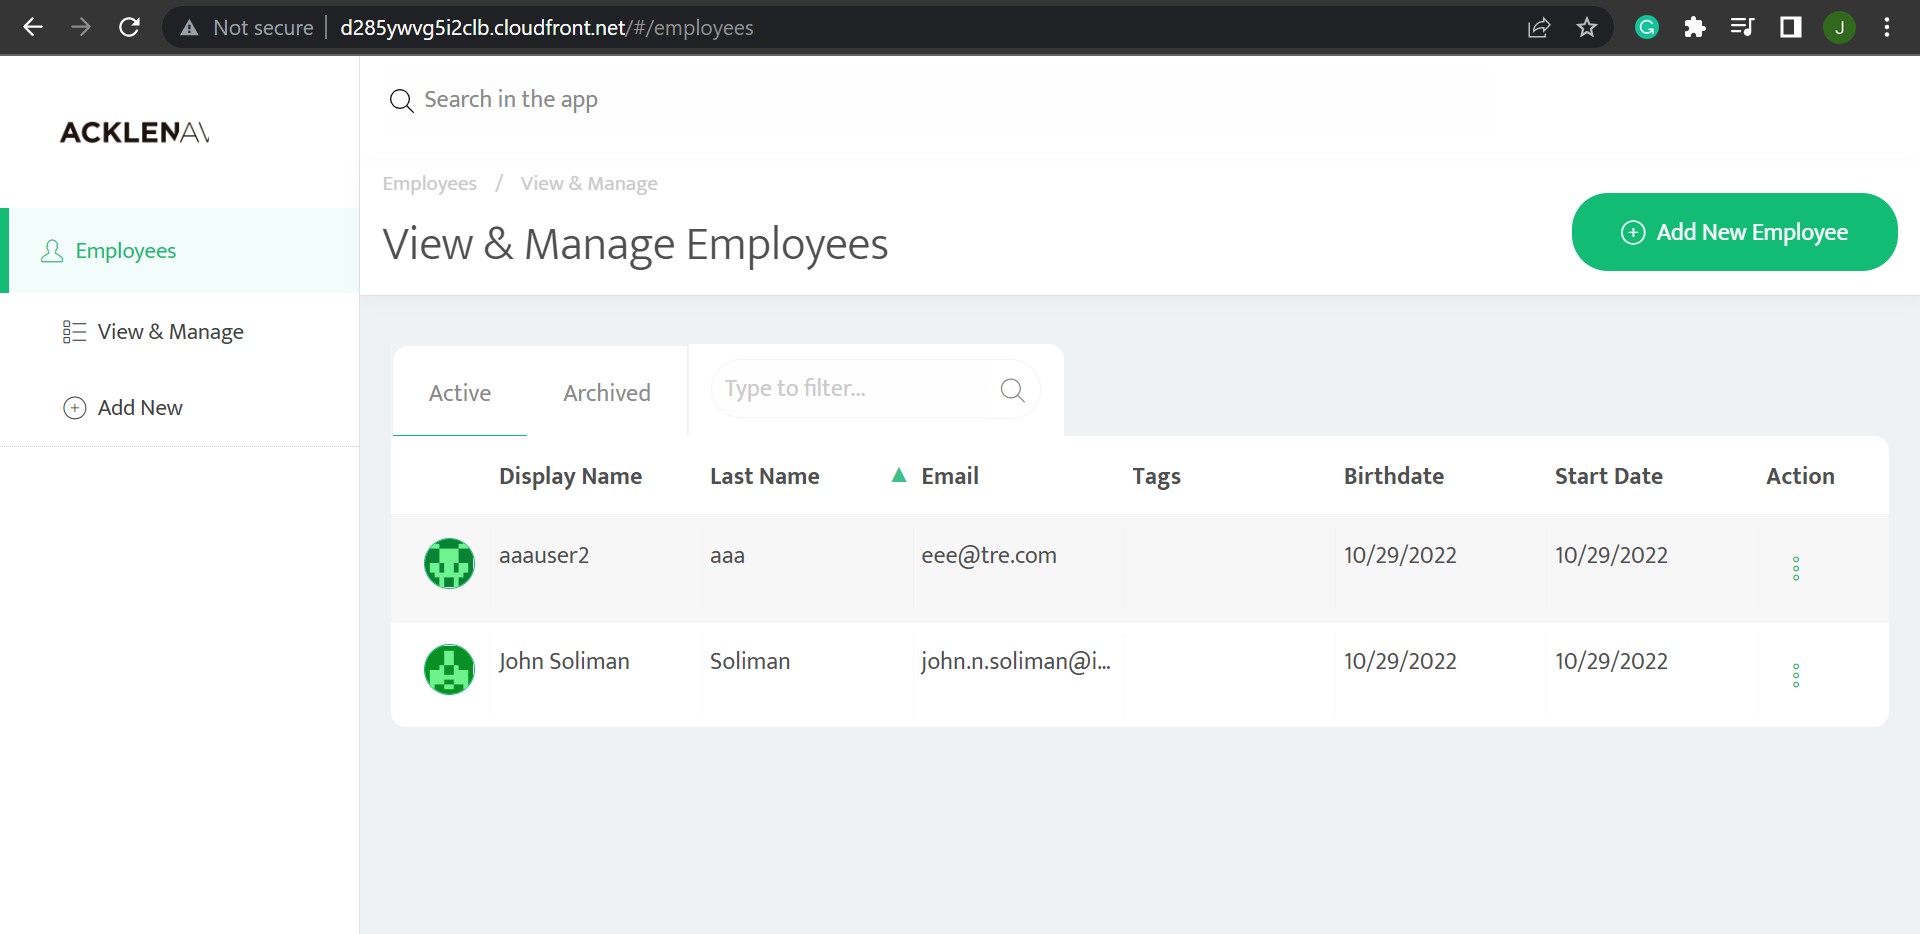 Not secure | d285ywvg5i2clb.cloudfront.net/#/employees
J
ACKLENAV
Search in the app
Employees / View & Manage
View & Manage Employees
Add New Employee
Employees
View & Manage
Add New
Active Archived Type to filter...
Display Name Last Name Email Tags Birthdate Start Date Action
aaauser2 aaa eee@tre.com 10/29/2022 10/29/2022
John Soliman Soliman john.n.soliman@i... 10/29/2022 10/29/2022